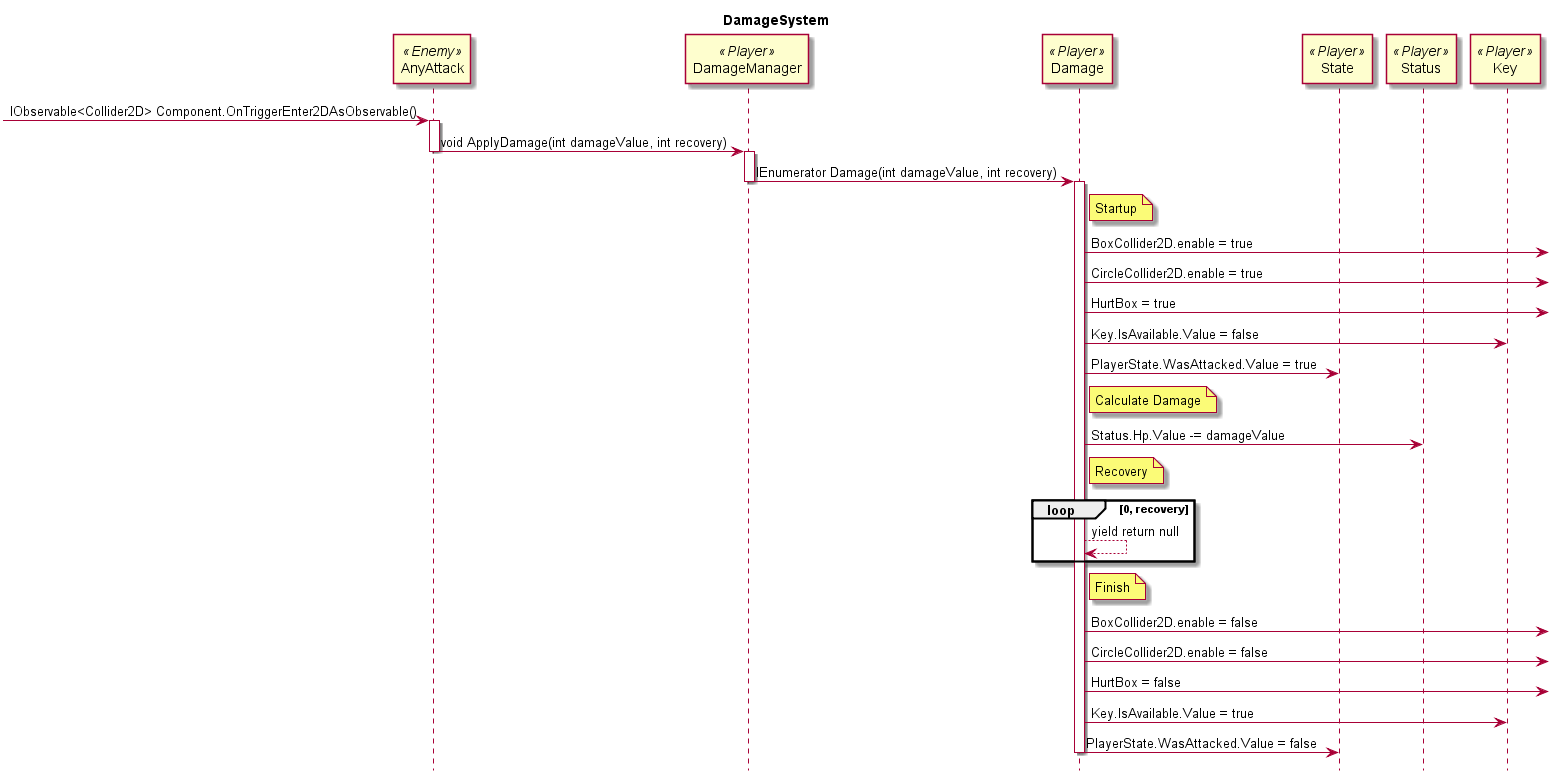 DamageSystem
«Enemy»
AnyAttack
«Player»
DamageManager
«Player»
Damage
«Player»
State
«Player»
Status
«Player»
Key
IObservable<Collider2D> Component.OnTriggerEnter2DAsObservable()
void ApplyDamage(int damageValue, int recovery)
IEnumerator Damage(int damageValue, int recovery)
Startup
BoxCollider2D.enable = true
CircleCollider2D.enable = true
HurtBox = true
Key.IsAvailable.Value = false
PlayerState.WasAttacked.Value = true
Calculate Damage
Status.Hp.Value -= damageValue
Recovery
loop [0, recovery]
yield return null
Finish
BoxCollider2D.enable = false
CircleCollider2D.enable = false
HurtBox = false
Key.IsAvailable.Value = true
PlayerState.WasAttacked.Value = false